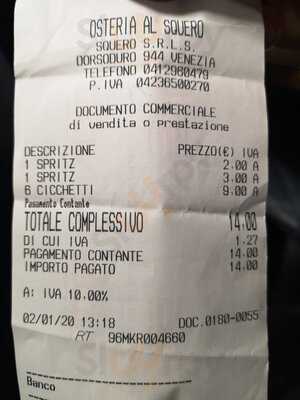 OSTERIA AL SQUERO
SQUERO S.R.L.S.
DORSODURO 944 VENEZIA
TELEFONO 0412960479
P.IVA 04236500270
DOCUMENTO COMMERCIALE
di vendita o prestazione
DESCRIZIONE PREZZO(€) IVA
1 SPRITZ 2.00 A
1 SPRITZ 3.00 A
6 CICCHETTI 9.00 A
Pagamento Contante
TOTALE COMPLESSIVO 14.00
DI CUI IVA 1.27
PAGAMENTO CONTANTE 14.00
IMPORTO PAGATO 14.00
A: IVA 10.00%
02/01/20 13:18 DOC.0180-0055
RT 96MKR004660
Banco